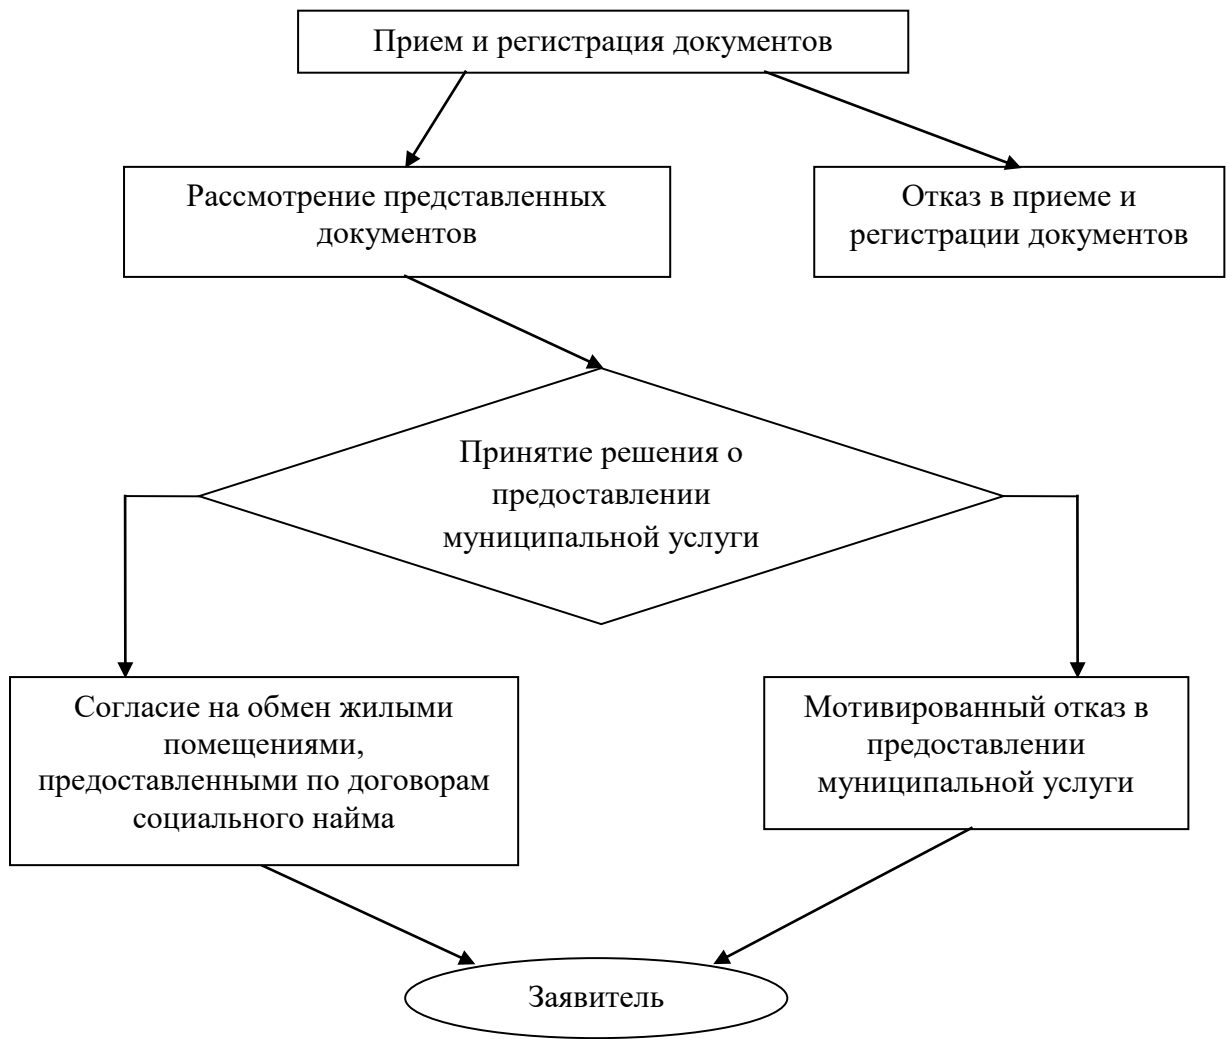 Прием и регистрация документов
Рассмотрение представленных
документов
Отказ в приеме и
регистрации документов
Принятие решения о
предоставлении
муниципальной услуги
Согласие на обмен жилыми
помещениями,
предоставленными по договорам
социального найма
Мотивированный отказ в
предоставлении
муниципальной услуги
Заявитель